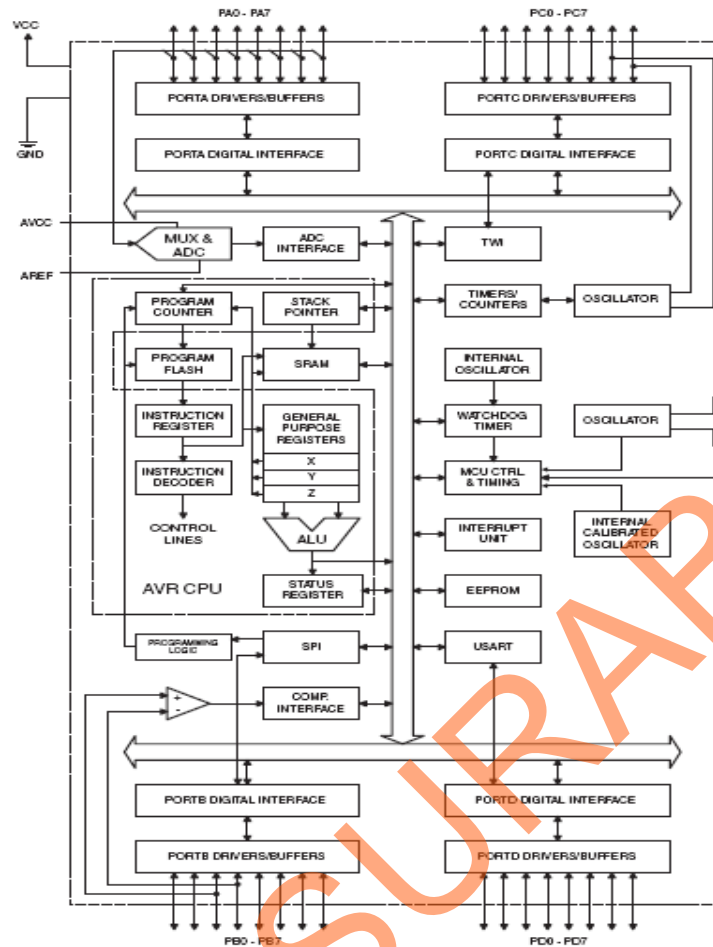 PA0 - PA7
PC0 - PC7
VCC
PORTA DRIVERS/BUFFERS
PORTC DRIVERS/BUFFERS
GND
PORTA DIGITAL INTERFACE
PORTC DIGITAL INTERFACE
AVCC
MUX &
ADC
ADC
INTERFACE
TWI
AREF
PROGRAM
COUNTER
STACK
POINTER
TIMERS/
COUNTERS
OSCILLATOR
PROGRAM
FLASH
SRAM
INTERNAL
OSCILLATOR
INSTRUCTION
REGISTER
GENERAL
PURPOSE
REGISTERS
WATCHDOG
TIMER
OSCILLATOR
X
Y
Z
INSTRUCTION
DECODER
MCU CTRL
& TIMING
CONTROL
LINES
ALU
INTERRUPT
UNIT
INTERNAL
CALIBRATED
OSCILLATOR
AVR CPU
STATUS
REGISTER
EEPROM
PROGRAMMING
LOGIC
SPI
USART
+
-
COMP.
INTERFACE
PORTB DIGITAL INTERFACE
PORTD DIGITAL INTERFACE
PORTB DRIVERS/BUFFERS
PORTD DRIVERS/BUFFERS
PB0 - PB7
PD0 - PD7